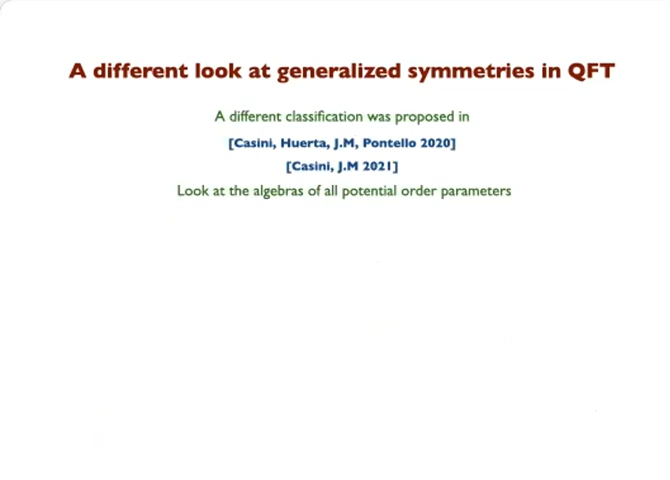 A different look at generalized symmetries in QFT
A different classification was proposed in
[Casini, Huerta, J.M, Pontello 2020]
[Casini, J.M 2021]
Look at the algebras of all potential order parameters